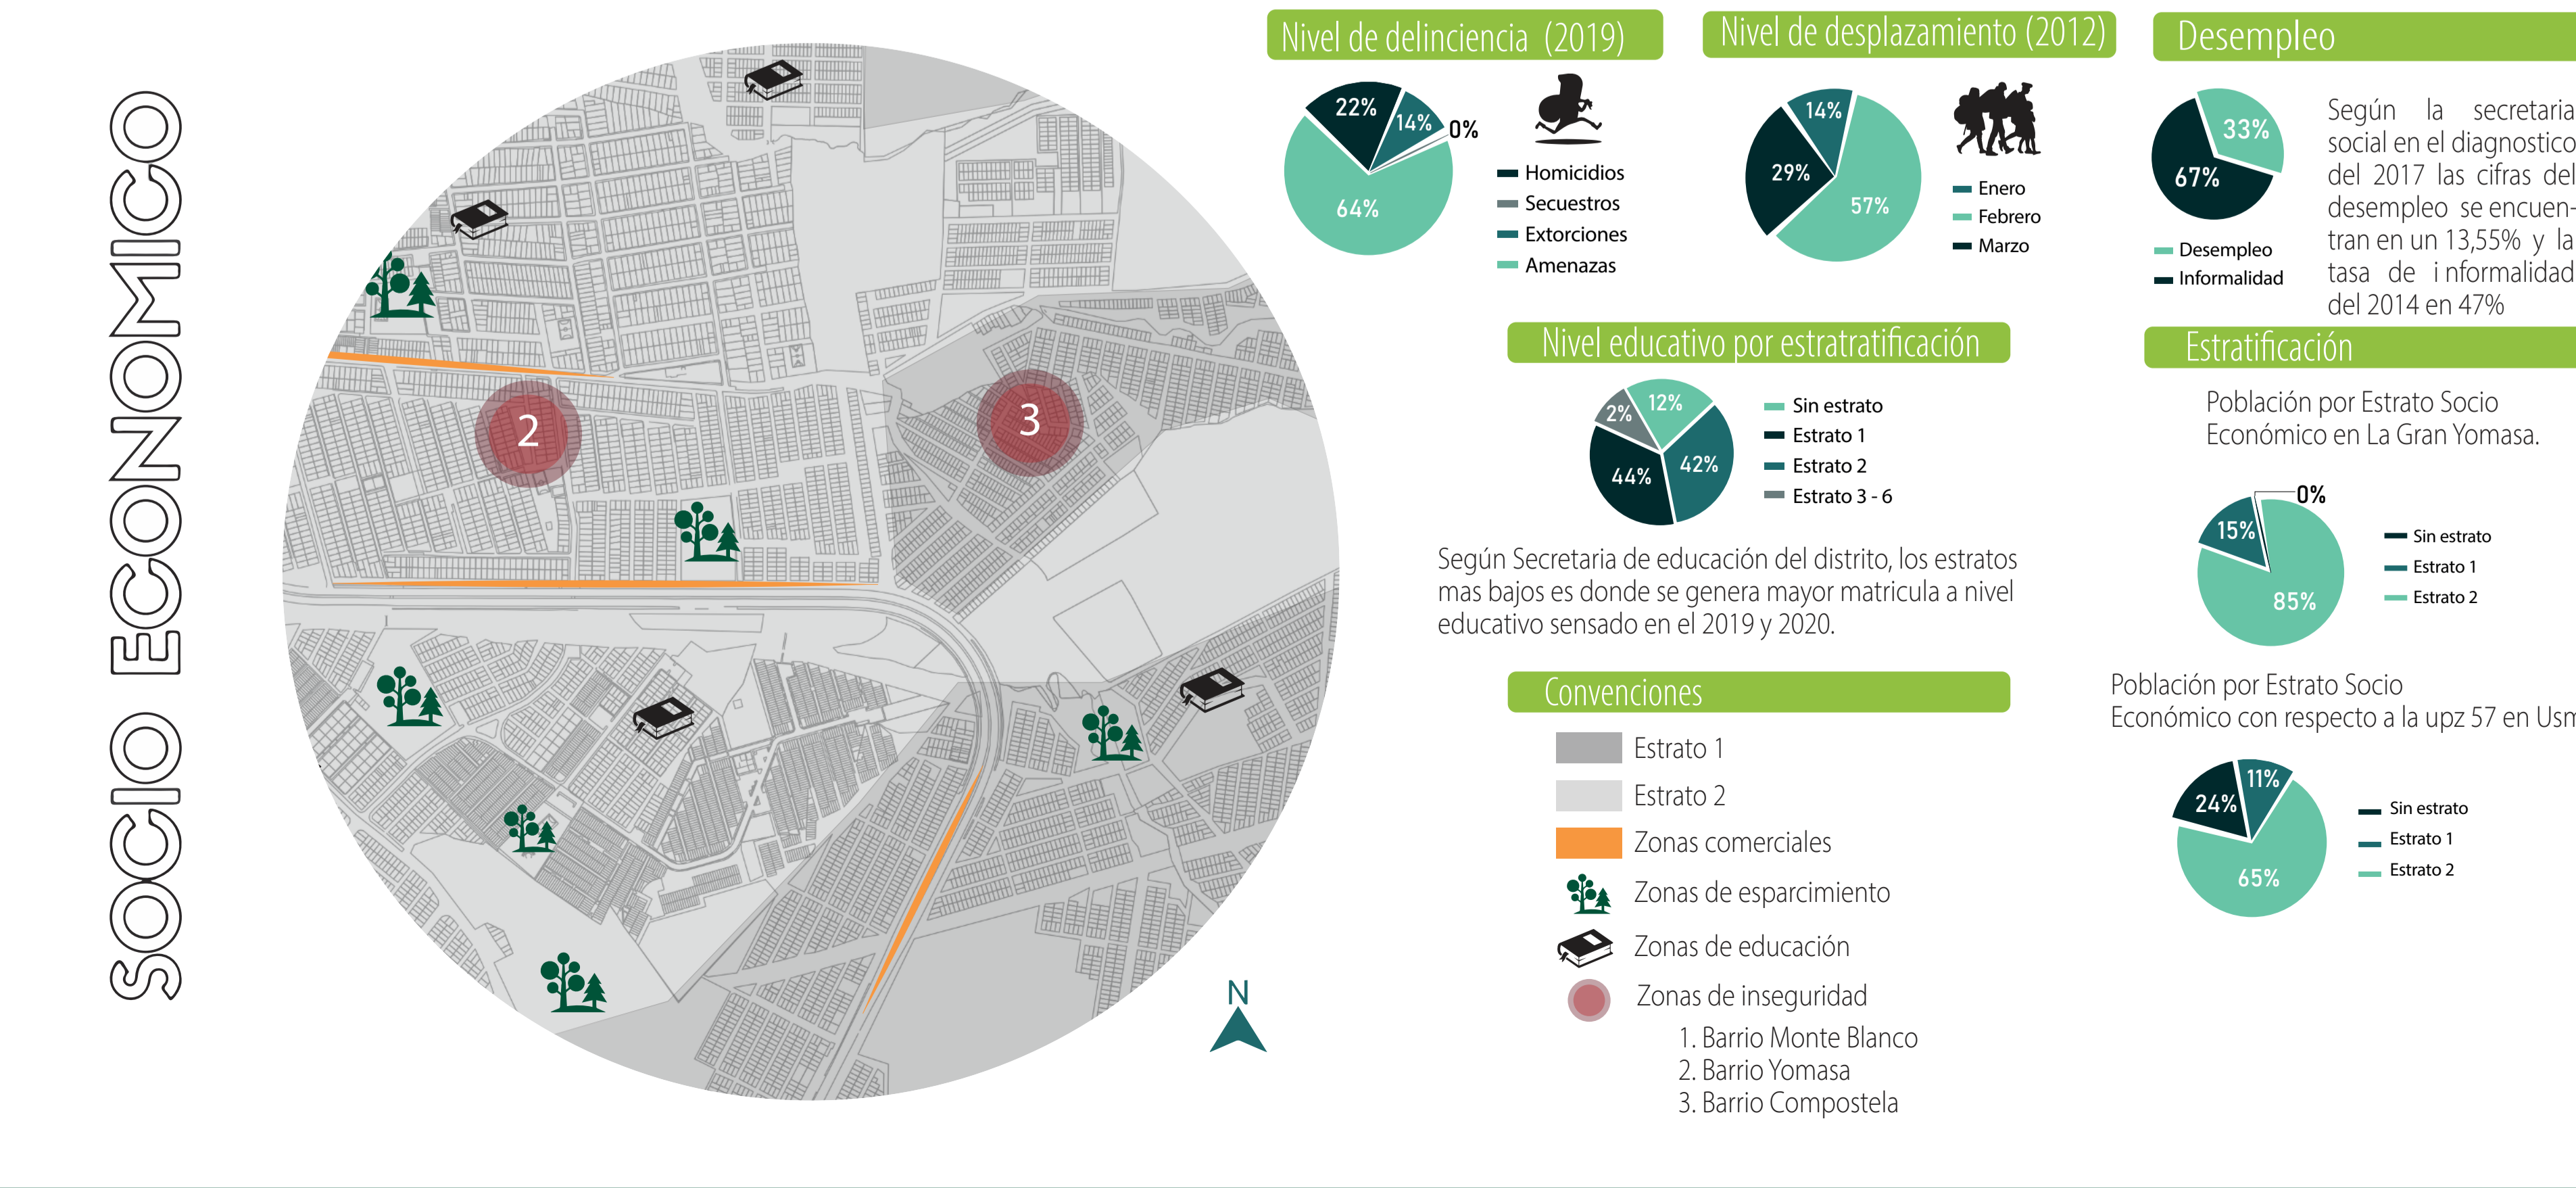 SOCIO ECONOMICO
2
3
N
Nivel de delinciencia (2019)
22%
14%
0%
64%
Homicidios
Secuestros
Extorciones
Amenazas
Nivel de desplazamiento (2012)
14%
29%
57%
Enero
Febrero
Marzo
Desempleo
33%
67%
Desempleo
Informalidad
Según la secretaria
social en el diagnostico
del 2017 las cifras del
desempleo se encuen-
tran en un 13,55% y la
tasa de i nformalidad
del 2014 en 47%
Nivel educativo por estratratificación
12%
2%
42%
44%
Sin estrato
Estrato 1
Estrato 2
Estrato 3 - 6
Según Secretaria de educación del distrito, los estratos
mas bajos es donde se genera mayor matricula a nivel
educativo sensado en el 2019 y 2020.
Estratificación
Población por Estrato Socio
Económico en La Gran Yomasa.
0%
15%
85%
Sin estrato
Estrato 1
Estrato 2
Población por Estrato Socio
Económico con respecto a la upz 57 en Usm
11%
24%
65%
Sin estrato
Estrato 1
Estrato 2
Convenciones
Estrato 1
Estrato 2
Zonas comerciales
Zonas de esparcimiento
Zonas de educación
Zonas de inseguridad
1. Barrio Monte Blanco
2. Barrio Yomasa
3. Barrio Compostela